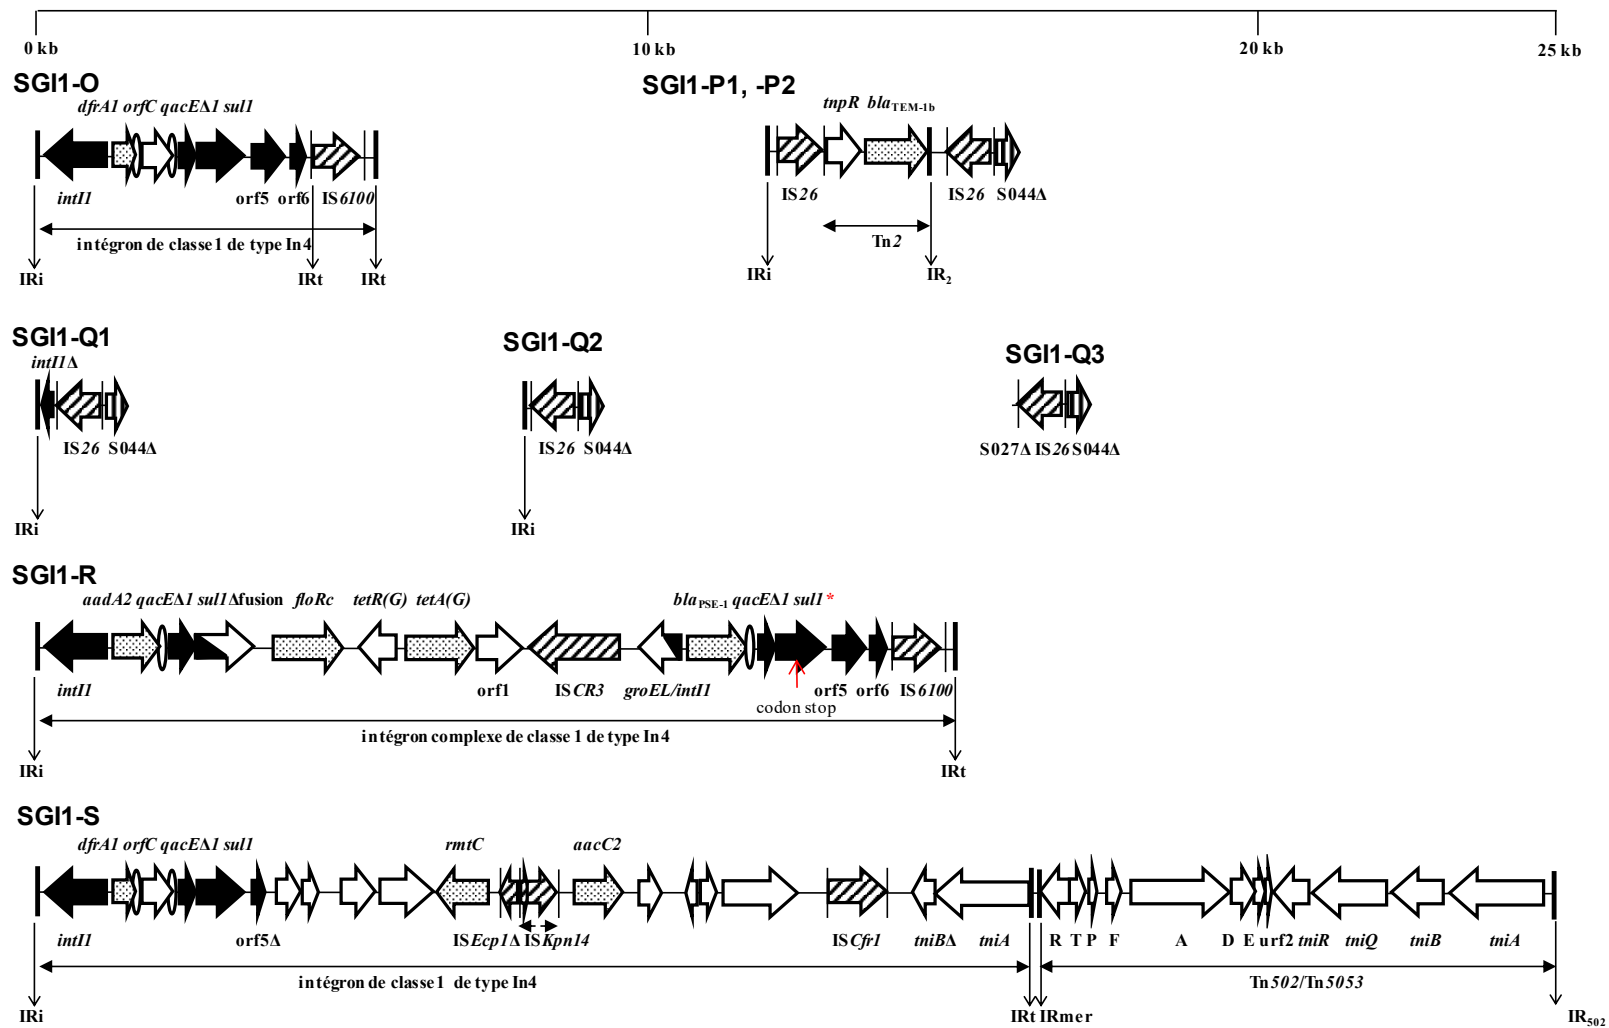 0 kb 10 kb 20 kb 25 kb
SGI1-O SGI1-P1, -P2
dfrA1 orfC qacEΔ1 sul1 tnpR blaTEM-1b
intI1 orf5 orf6 IS6100 IS26 IS26 S044Δ
intégron de classe 1 de type In4 Tn2
IRi IRt IRt IRi IR2
SGI1-Q1 SGI1-Q2 SGI1-Q3
intI1Δ
IS26 S044Δ IS26 S044Δ S027Δ IS26 S044Δ
IRi IRi
SGI1-R
aadA2 qacEΔ1 sul1Δfusion floRc tetR(G) tetA(G) blaPSE-1 qacEΔ1 sul1*
intI1 orf1 ISCR3 groEL/intI1 orf5 orf6 IS6100
codon stop
intégron complexe de classe 1 de type In4
IRi IRt
SGI1-S
dfrA1 orfC qacEΔ1 sul1 rmtC aacC2
intI1 orf5Δ ISEcp1Δ ISKpn14 ISCfr1 tniBΔ tniA R T P F A D E urf2 tniR tniQ tniB tniA
intégron de classe 1 de type In4 Tn502/Tn5053
IRi IRt IRmer IR502